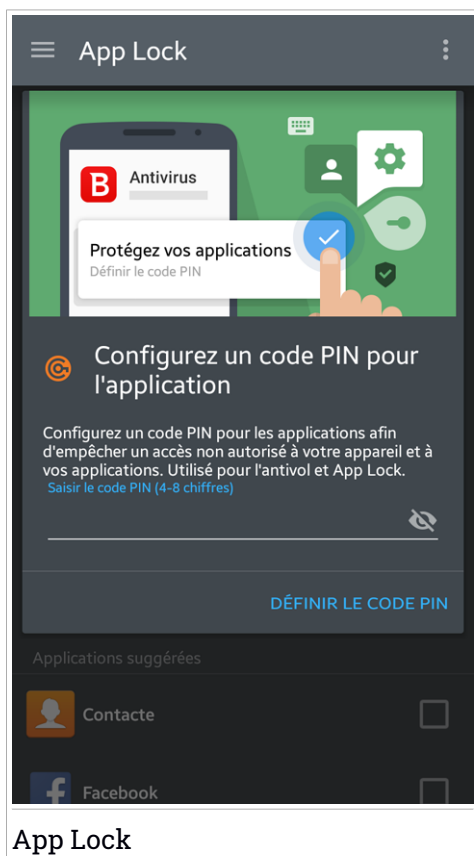 App Lock
B
Antivirus
Protégez vos applications
Définir le code PIN
Configurez un code PIN pour
l'application
Configurez un code PIN pour les applications afin
d'empêcher un accès non autorisé à votre appareil et à
vos applications. Utilisé pour l'antivol et App Lock.
Saisir le code PIN (4-8 chiffres)
DÉFINIR LE CODE PIN
Applications suggérées
Contacte
Facebook
App Lock